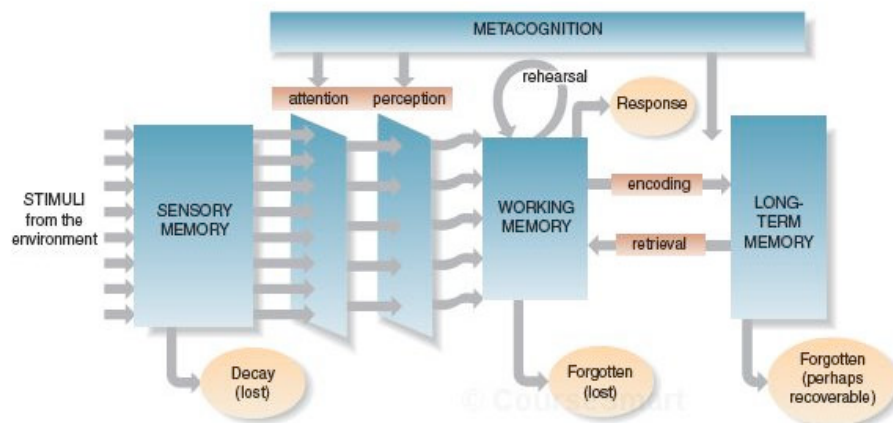 METACOGNITION
rehearsal
attention
perception
Response
STIMULI
from the
environment
SENSORY
MEMORY
WORKING
MEMORY
encoding
retrieval
LONG-
TERM
MEMORY
Decay
(lost)
Forgotten
(lost)
Forgotten
(perhaps
recoverable)
© CourseSmart